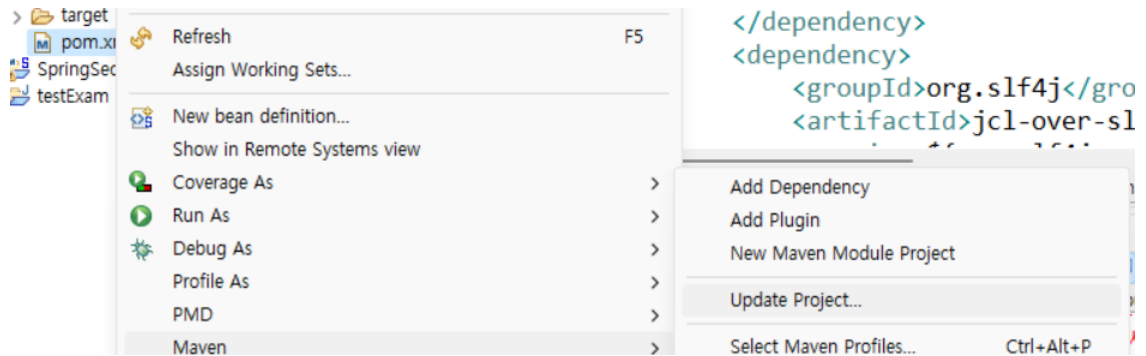 target
pom.x
SpringSec
testExam
Refresh F5
Assign Working Sets...
New bean definition...
Show in Remote Systems view
Coverage As
Run As
Debug As
Profile As
PMD
Maven
</dependency>
<dependency>
<groupId>org.slf4j</gro
<artifactId>jcl-over-sl
Add Dependency
Add Plugin
New Maven Module Project
Update Project...
Select Maven Profiles... Ctrl+Alt+P